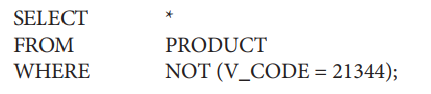 SELECT *
FROM PRODUCT
WHERE NOT (V_CODE = 21344);